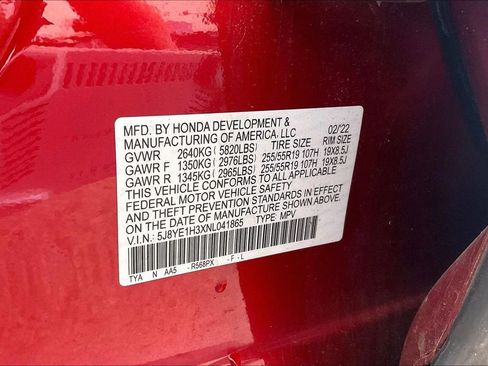 MFD. BY HONDA DEVELOPMENT & 02/22
MANUFACTURING OF AMERICA, LLC
GVWR 2640KG (5820LBS) TIRE SIZE RIM SIZE
GAWR F 1350KG (2976LBS) 255/55R19 107H 19X8.5J
GAWR R 1345KG (2965LBS) 255/55R19 107H 19X8.5J
THIS VEHICLE CONFORMS TO ALL APPLICABLE
FEDERAL MOTOR VEHICLE SAFETY
AND THEFT PREVENTION STANDARDS IN EFFECT
ON THE DATE OF MANUFACTURE SHOWN ABOVE.
V.I.N.: 5J8YE1H3XNL041865 TYPE: MPV
TYA N AA5 - R568PX - F - L